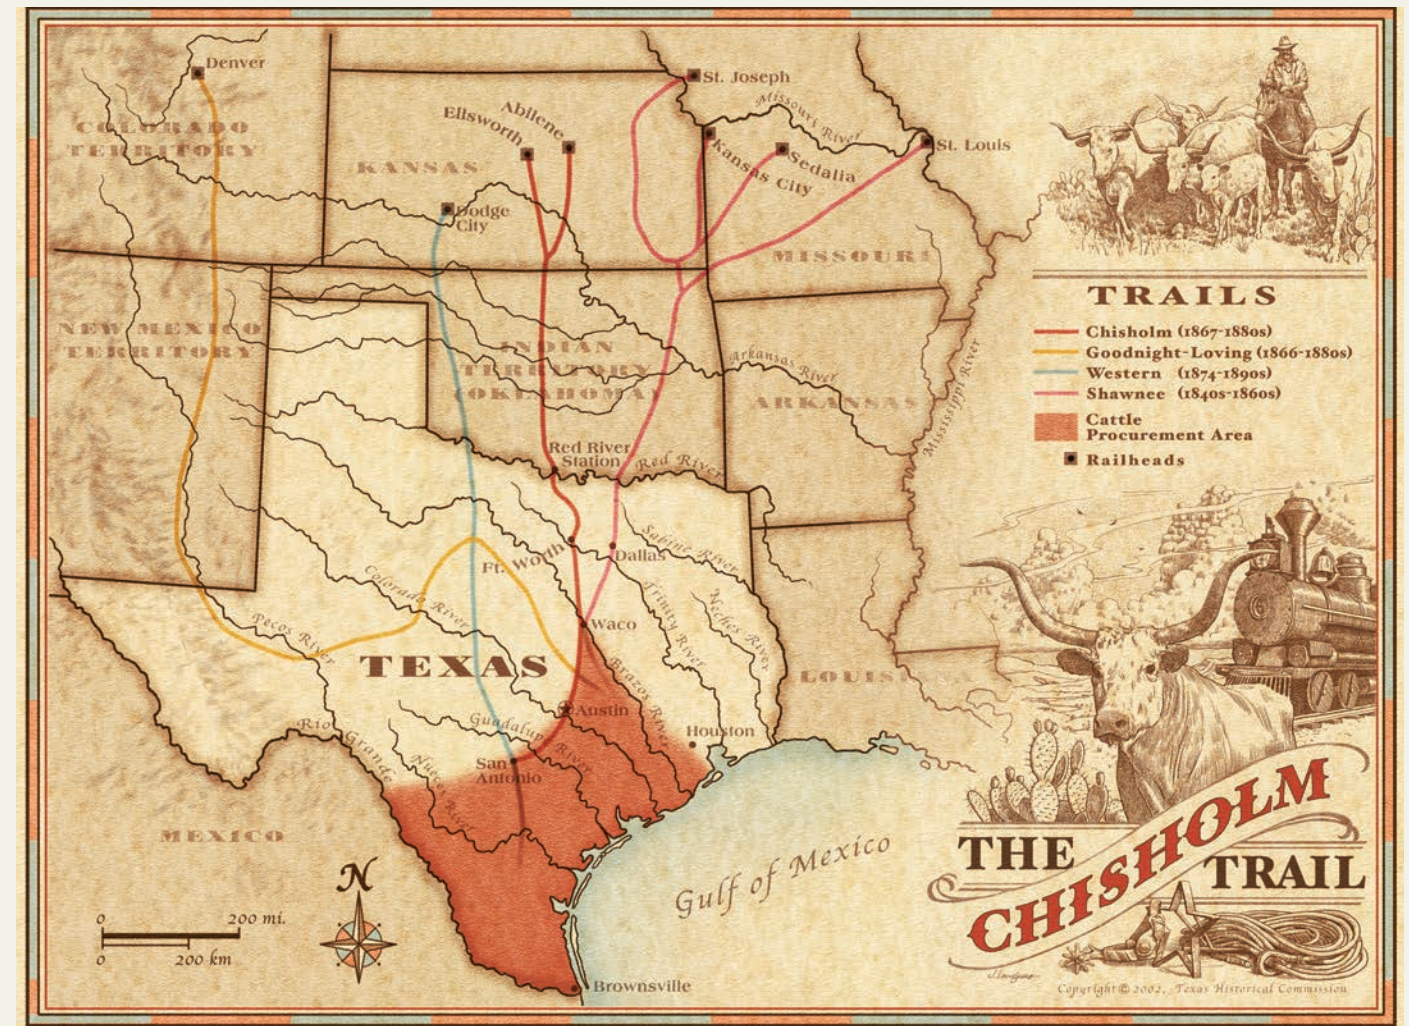 Denver
COLORADO
TERRITORY
St. Joseph
Missouri River
Abilene
Ellsworth
KANSAS
Kansas City
Sedalia
St. Louis
Dodge
City
MISSOURI
NEW MEXICO
TERRITORY
INDIAN
TERRITORY
(OKLAHOMA)
Arkansas River
ARKANSAS
Mississippi River
Red River
Station
Red River
Ft. Worth
Dallas
Sabine River
Trinity River
Neches River
Colorado River
Pecos River
Waco
TEXAS
Brazos River
LOUISIANA
Austin
Guadalupe River
Houston
Rio Grande
San
Antonio
Nueces River
MEXICO
Gulf of Mexico
N
0 200 mi.
0 200 km
Brownsville
TRAILS
Chisholm (1867-1880s)
Goodnight-Loving (1866-1880s)
Western (1874-1890s)
Shawnee (1840s-1860s)
Cattle
Procurement Area
Railheads
THE
CHISHOLM
TRAIL
Copyright © 2002, Texas Historical Commission